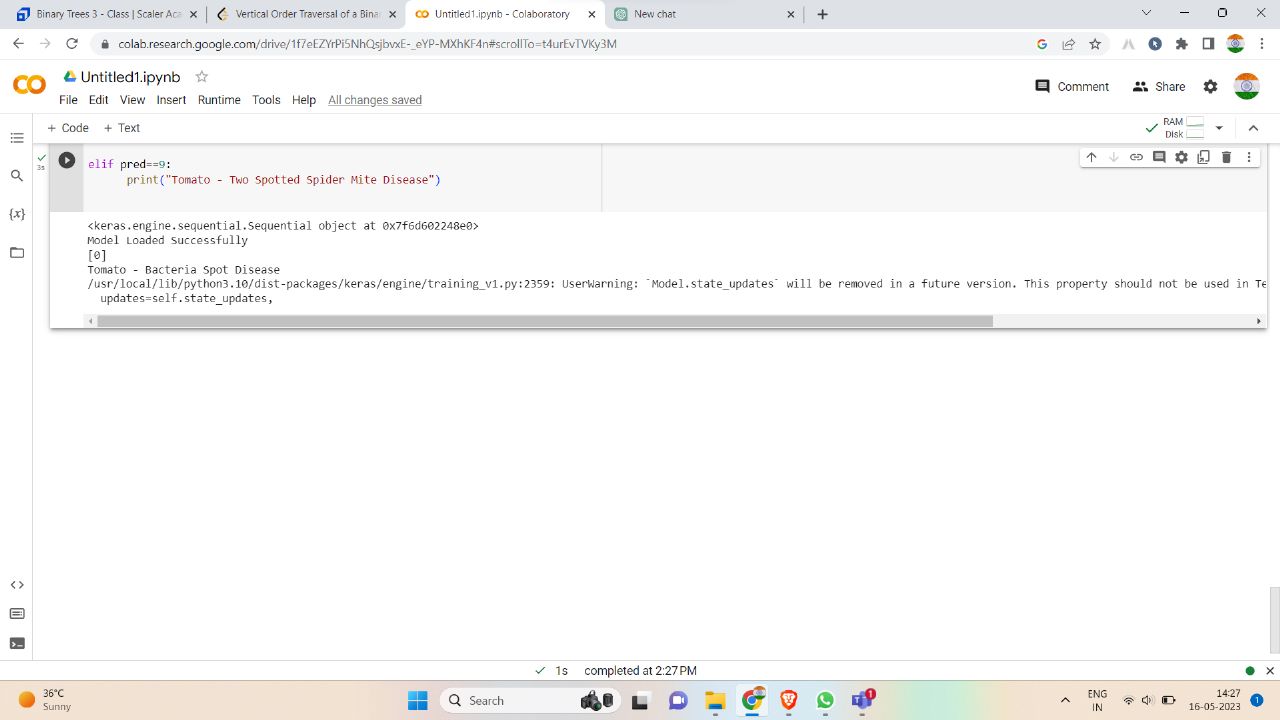 Binary Trees 3 - Class | Scaler Aca
Vertical Order Traversal of a Binar
Untitled1.ipynb - Colaboratory
New chat
colab.research.google.com/drive/1f7eEZYrPi5NhQsjbvxE-_eYP-MXhKF4n#scrollTo=t4urEvTVKy3M
Untitled1.ipynb
Comment
Share
File Edit View Insert Runtime Tools Help All changes saved
+ Code + Text
RAM
Disk
3s
elif pred==9:
print("Tomato - Two Spotted Spider Mite Disease")
{x}
<keras.engine.sequential.Sequential object at 0x7f6d602248e0>
Model Loaded Successfully
[0]
Tomato - Bacteria Spot Disease
/usr/local/lib/python3.10/dist-packages/keras/engine/training_v1.py:2359: UserWarning: `Model.state_updates` will be removed in a future version. This property should not be used in Te
updates=self.state_updates,
1s completed at 2:27 PM
36°C
Sunny
Search
1
ENG
IN
14:27
16-05-2023
1